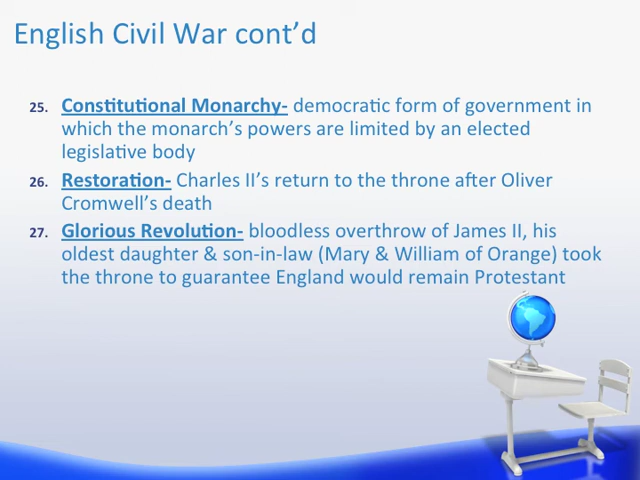 English Civil War cont’d
25. Constitutional Monarchy- democratic form of government in
which the monarch’s powers are limited by an elected
legislative body
26. Restoration- Charles II’s return to the throne after Oliver
Cromwell’s death
27. Glorious Revolution- bloodless overthrow of James II, his
oldest daughter & son-in-law (Mary & William of Orange) took
the throne to guarantee England would remain Protestant